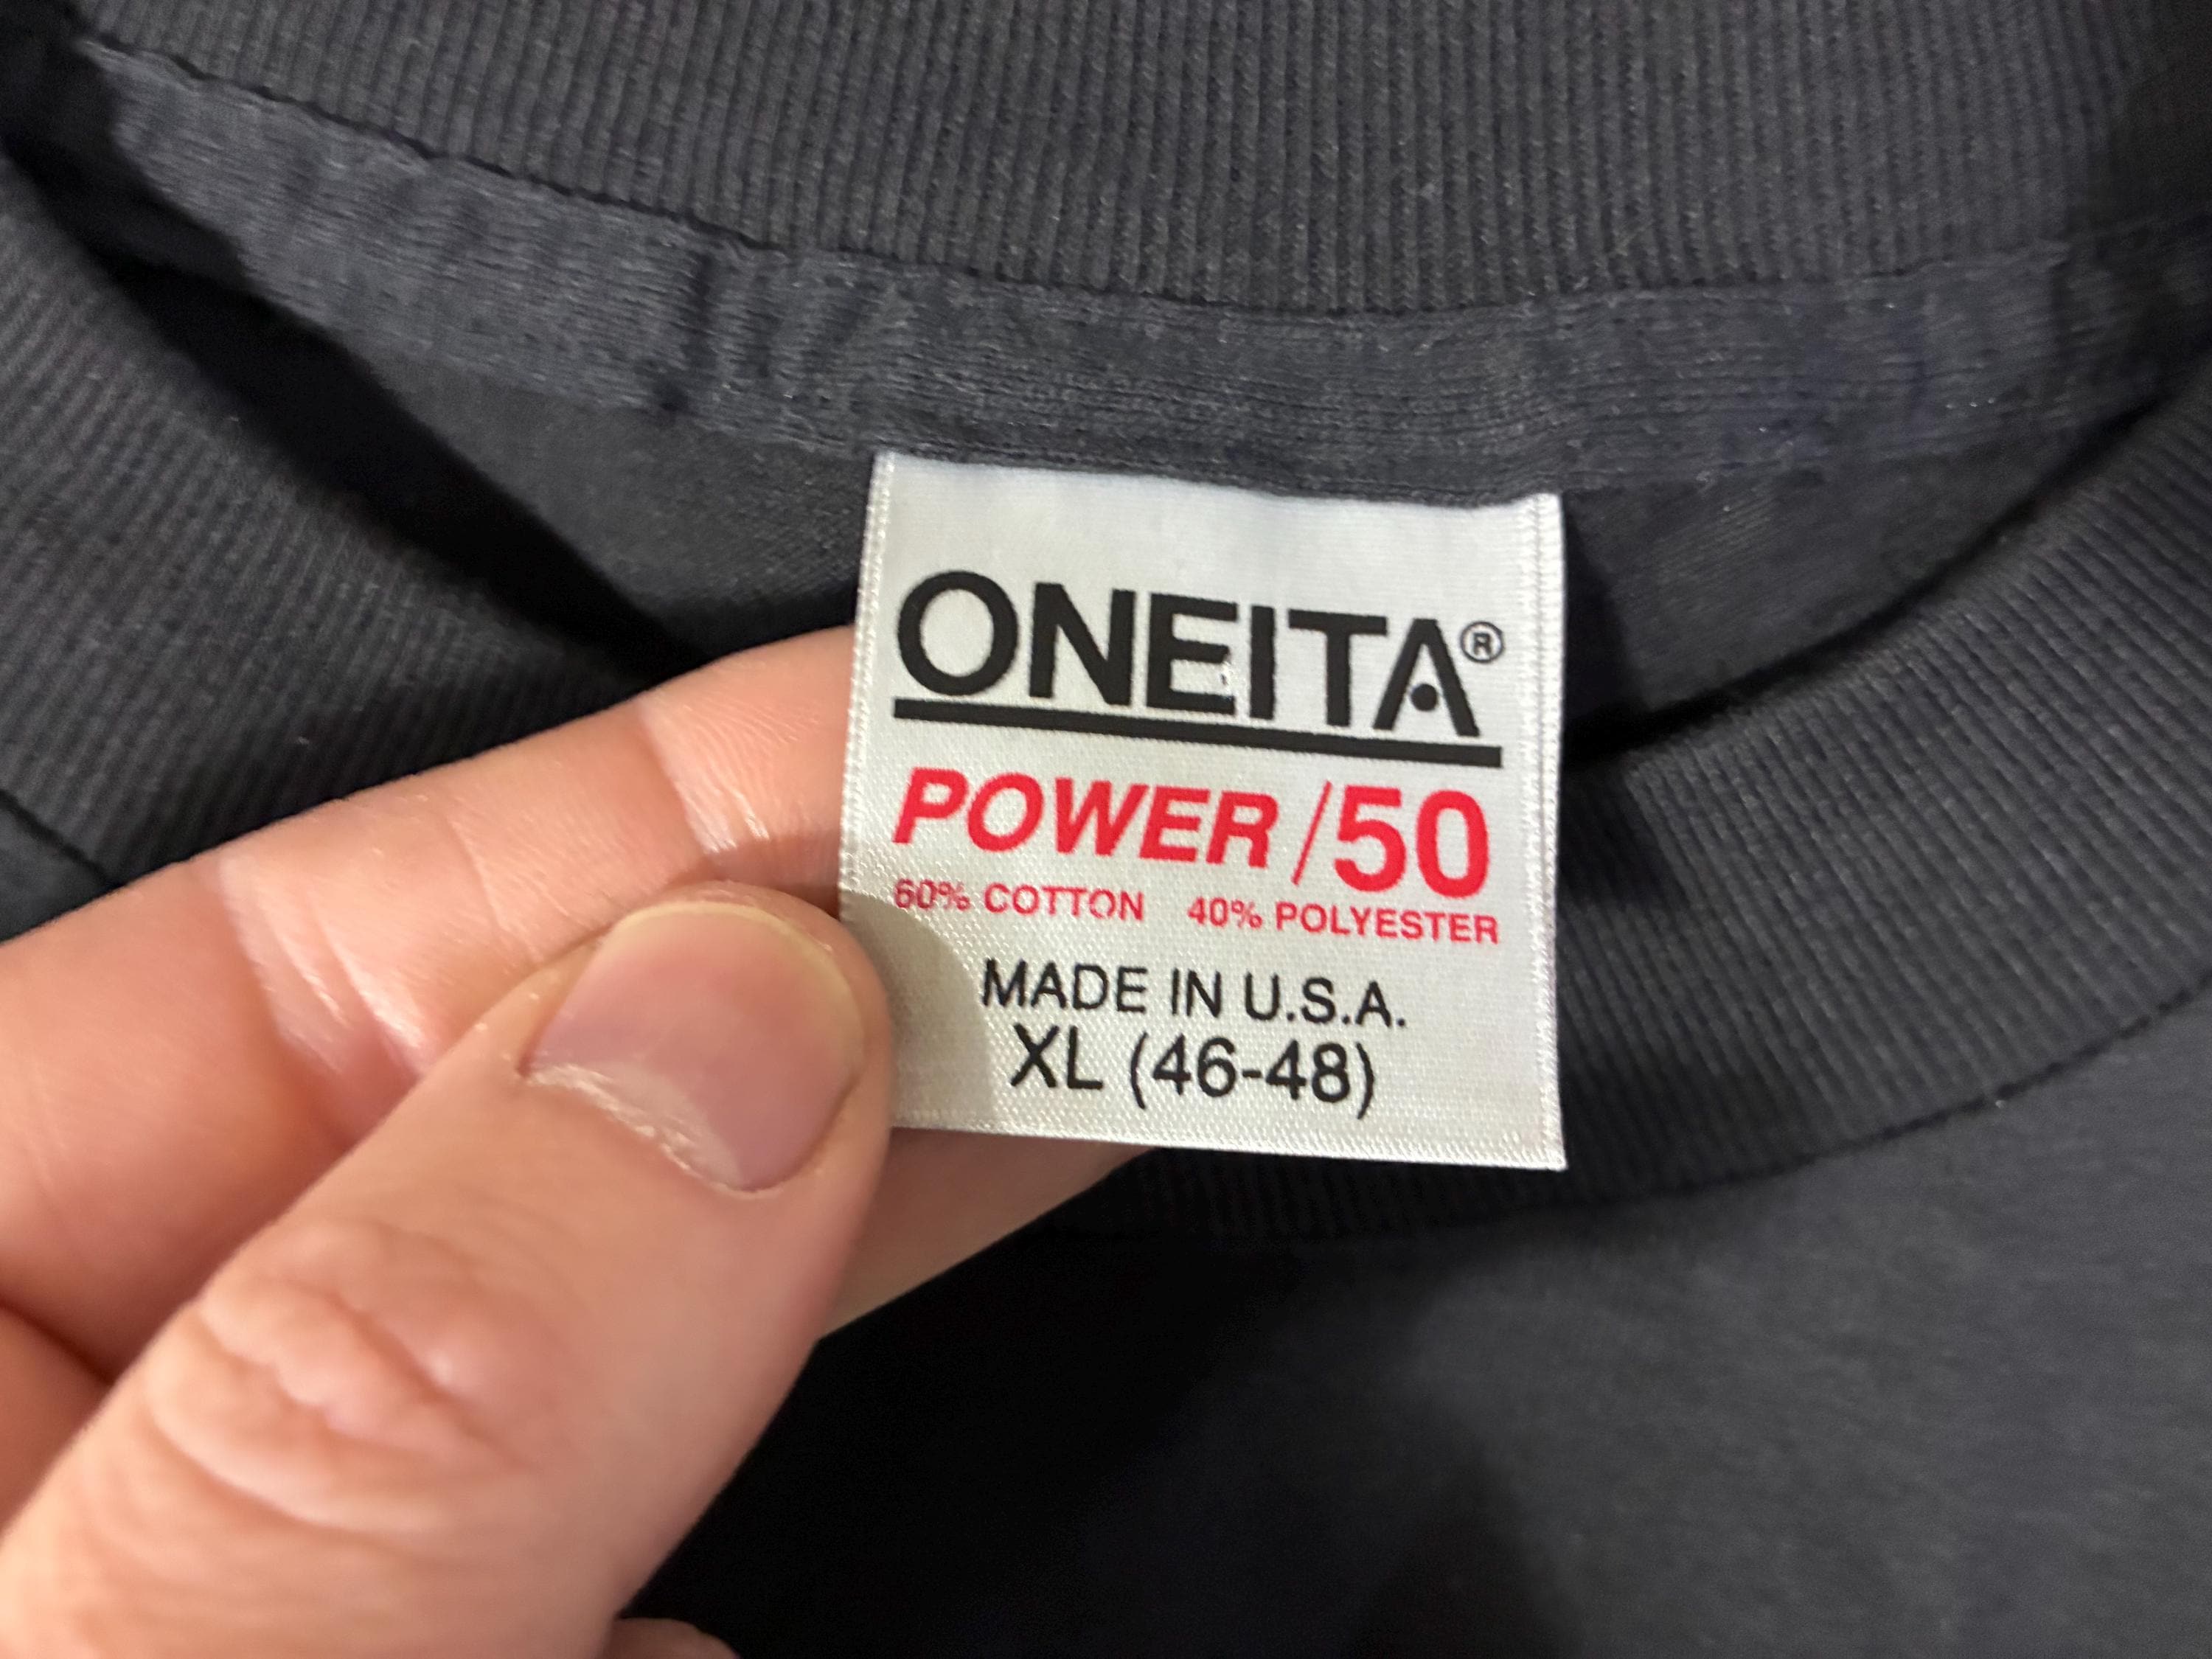 ONEITA®
POWER/50
60% COTTON 40% POLYESTER
MADE IN U.S.A.
XL (46-48)